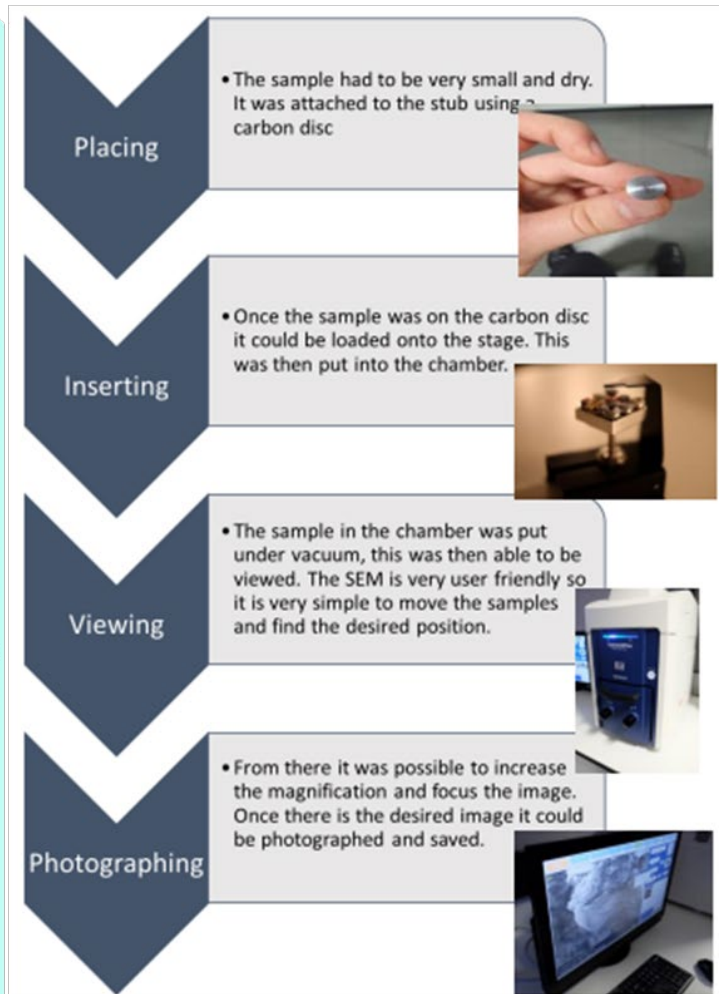 Placing
• The sample had to be very small and dry.
It was attached to the stub using a
carbon disc
Inserting
• Once the sample was on the carbon disc
it could be loaded onto the stage. This
was then put into the chamber.
Viewing
• The sample in the chamber was put
under vacuum, this was then able to be
viewed. The SEM is very user friendly so
it is very simple to move the samples
and find the desired position.
Photographing
• From there it was possible to increase
the magnification and focus the image.
Once there is the desired image it could
be photographed and saved.